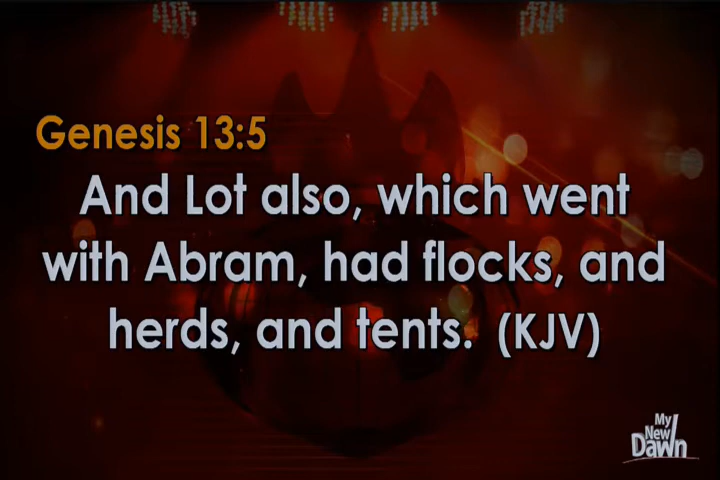 Genesis 13:5
And Lot also, which went
with Abram, had flocks, and
herds, and tents. (KJV)
My
New
Dawn